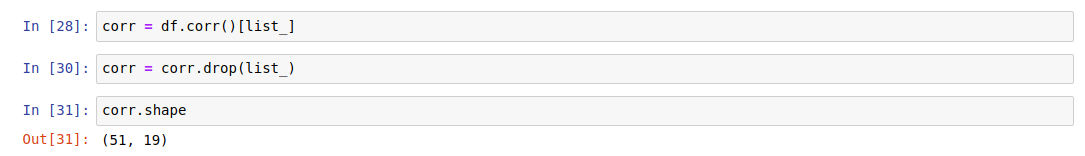 In [28]: corr = df.corr()[list_]
In [30]: corr = corr.drop(list_)
In [31]: corr.shape
Out[31]: (51, 19)